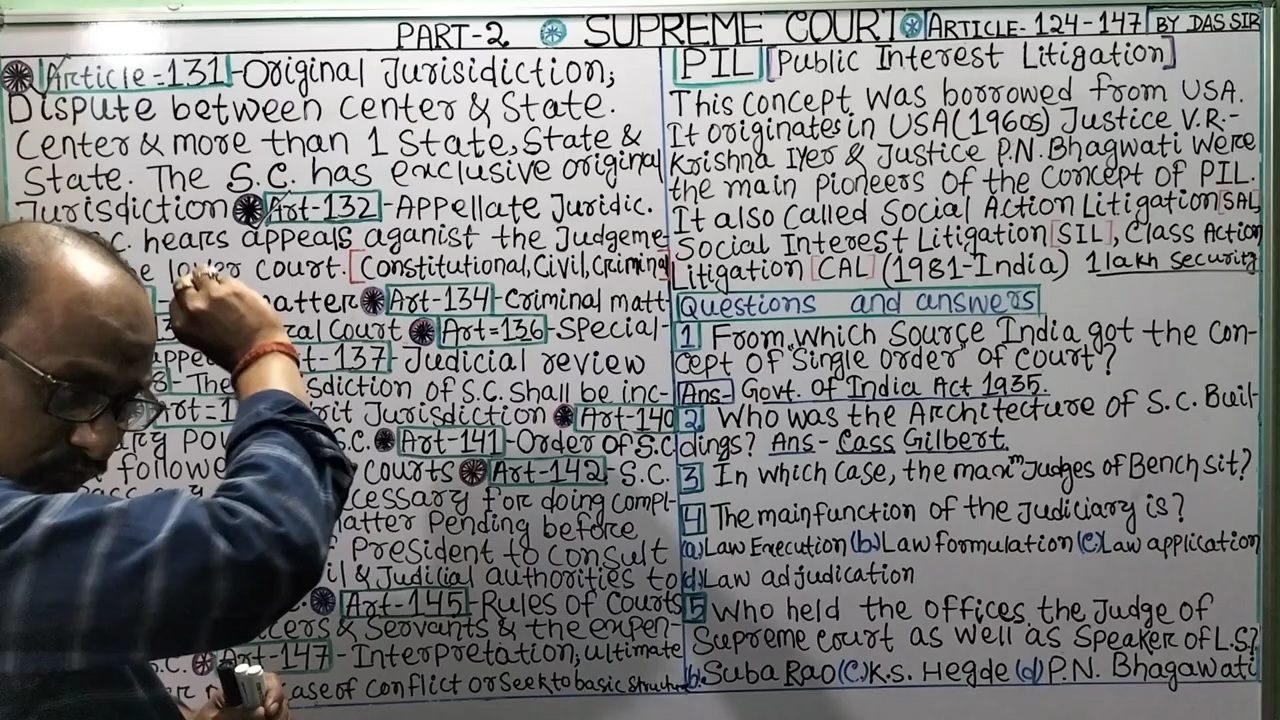 PART-2 SUPREME COURT ARTICLE-124-147 BY DAS SIR
Article=131-Original Jurisidiction,
Dispute between center & State.
Center & more than 1 State, State &
State. The S.C. has exclusive original
Jurisdiction Art-132-Appellate Juridic.
hears appeals aganist the Judgeme-
lower court. [Constitutional, Civil, Criminal]
Art-134-Criminal matt-
Court Art=136-Special-
137-Judicial review
The sdiction of S.C. Shall be inc-
Art= Jurisdiction Art-140
S.C. Art-141-Order of S.C
courts Art-142-S.C.
cessary for doing compl-
Pending before
President to consult
& Judicial authorities to
Art-145-Rules of Courts
& Servants & the expen-
S.C. Art-147-Interpretation, ultimate
case of conflict or seek to basic structure
PIL [Public Interest Litigation]
This concept was borrowed from USA.
It originates in USA (1960s) Justice V.R.-
Krishna Iyer & Justice P.N. Bhagwati were
the main pioneers of the concept of PIL.
It also called Social Action Litigation [SAL,
Social Interest Litigation [SIL], Class Action
Litigation [CAL] (1981-India) 1 lakh security
Questions and answers
1 From which Source India got the con-
cept of Single order of court?
Ans- Govt. of India Act 1935.
2 Who was the Architecture of S.C. Buil-
dings? Ans- Cass Gilbert.
3 In which case, the maxm Judges of Bench sit?
4 The main function of the Judiciary is?
(a) Law Execution (b) Law formulation (c) Law application
(d) Law adjudication
5 Who held the offices the Judge of
Supreme court as well as Speaker of L.S?
(b. Suba Rao (C). K.s. Hegde (d) P.N. Bhagawati